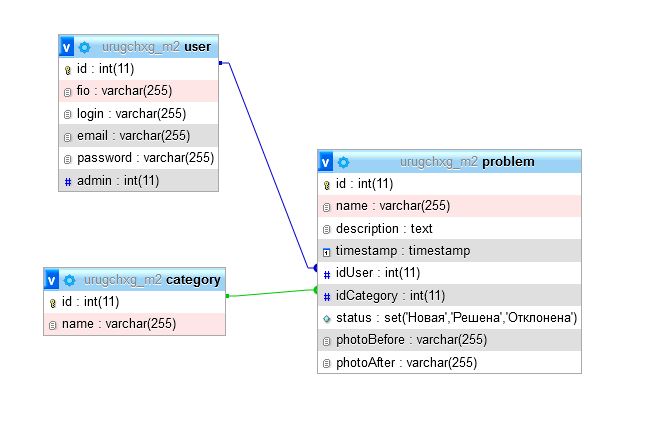 v urugchxg_m2 user
id : int(11)
fio : varchar(255)
login : varchar(255)
email : varchar(255)
password : varchar(255)
# admin : int(11)
v urugchxg_m2 category
id : int(11)
name : varchar(255)
v urugchxg_m2 problem
id : int(11)
name : varchar(255)
description : text
timestamp : timestamp
# idUser : int(11)
# idCategory : int(11)
status : set('Новая','Решена','Отклонена')
photoBefore : varchar(255)
photoAfter : varchar(255)